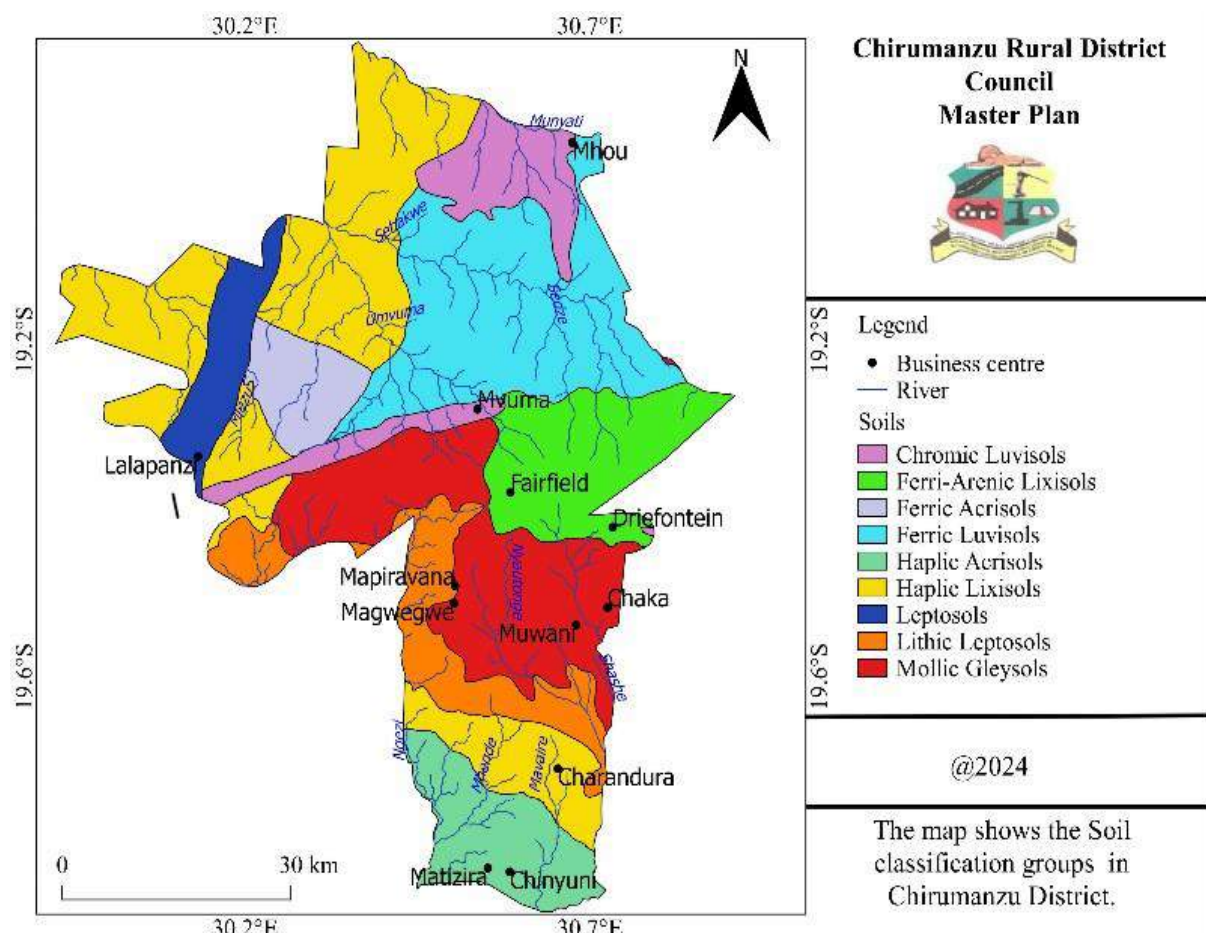 30.2°E
30.7°E
N
Munyati
Mhou
Sebakwe
Umvuma
Bedze
19.2°S
19.2°S
Mvuma
Lalapanzi
Fairfield
Driefontein
Mapiravana
Magwegwe
Chaka
Muwani
Shashe
19.6°S
19.6°S
Ngezi
Mavaire
Charandura
0
30 km
Matizira
Chinyuni
30.2°E
30.7°E
Chirumanzu Rural District
Council
Master Plan
Legend
Business centre
River
Soils
Chromic Luvisols
Ferri-Arenic Lixisols
Ferric Acrisols
Ferric Luvisols
Haplic Acrisols
Haplic Lixisols
Leptosols
Lithic Leptosols
Mollic Gleysols
@2024
The map shows the Soil
classification groups in
Chirumanzu District.